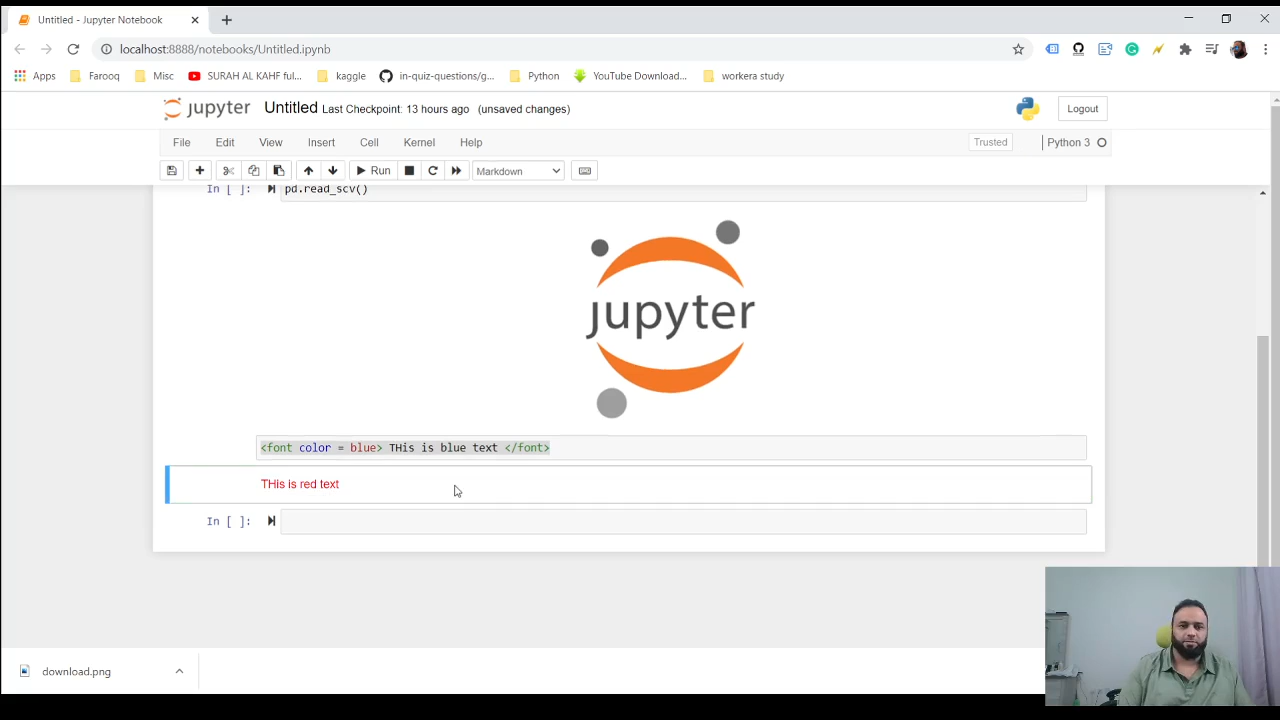 Untitled - Jupyter Notebook
localhost:8888/notebooks/Untitled.ipynb
Apps Farooq Misc SURAH AL KAHF ful... kaggle in-quiz-questions/g... Python YouTube Download... workera study
jupyter Untitled Last Checkpoint: 13 hours ago (unsaved changes) Logout
File Edit View Insert Cell Kernel Help Trusted Python 3
Run Markdown
In [ ]: pd.read_scv()
jupyter
<font color = blue> THis is blue text </font>
THis is red text
In [ ]:
download.png